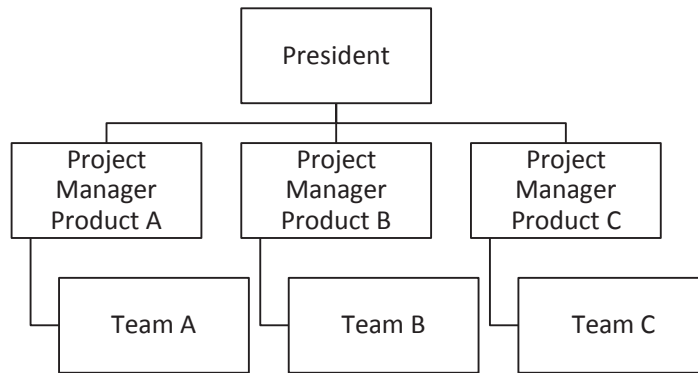 President
Project
Manager
Product A
Project
Manager
Product B
Project
Manager
Product C
Team A
Team B
Team C